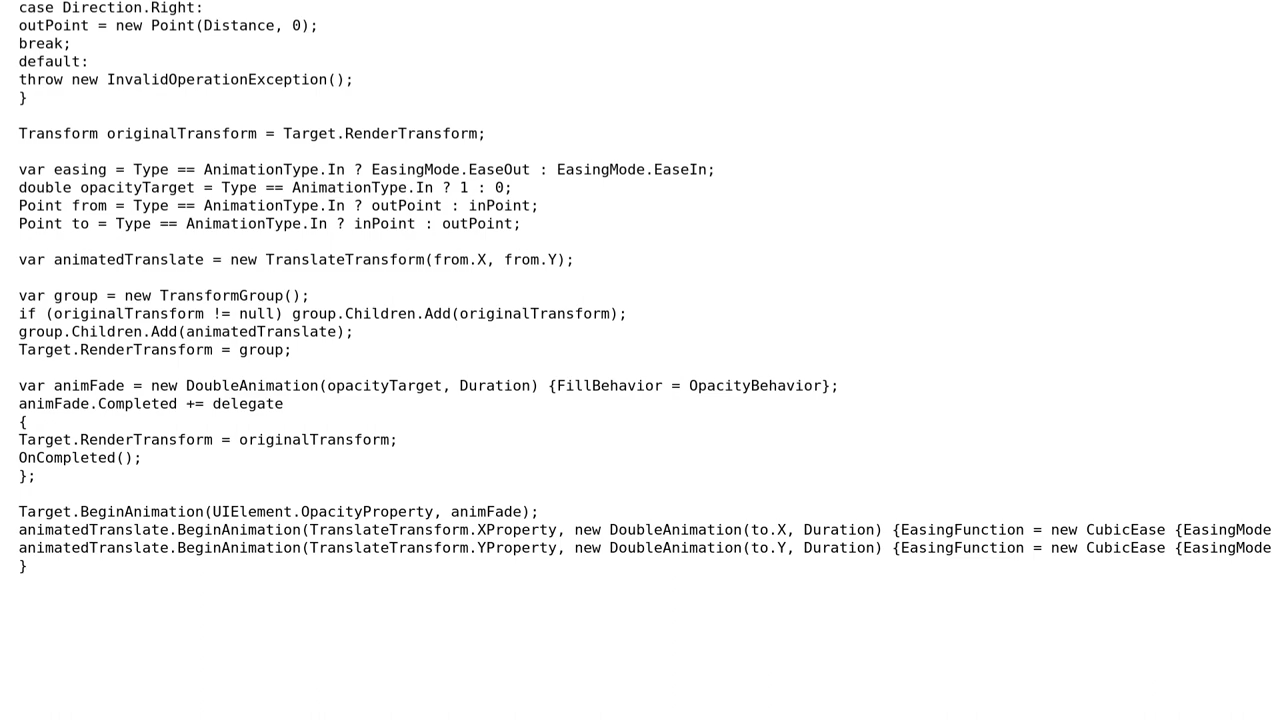 case Direction.Right:
outPoint = new Point(Distance, 0);
break;
default:
throw new InvalidOperationException();
}
Transform originalTransform = Target.RenderTransform;
var easing = Type == AnimationType.In ? EasingMode.EaseOut : EasingMode.EaseIn;
double opacityTarget = Type == AnimationType.In ? 1 : 0;
Point from = Type == AnimationType.In ? outPoint : inPoint;
Point to = Type == AnimationType.In ? inPoint : outPoint;
var animatedTranslate = new TranslateTransform(from.X, from.Y);
var group = new TransformGroup();
if (originalTransform != null) group.Children.Add(originalTransform);
group.Children.Add(animatedTranslate);
Target.RenderTransform = group;
var animFade = new DoubleAnimation(opacityTarget, Duration) {FillBehavior = OpacityBehavior};
animFade.Completed += delegate
{
Target.RenderTransform = originalTransform;
OnCompleted();
};
Target.BeginAnimation(UIElement.OpacityProperty, animFade);
animatedTranslate.BeginAnimation(TranslateTransform.XProperty, new DoubleAnimation(to.X, Duration) {EasingFunction = new CubicEase {EasingMode
animatedTranslate.BeginAnimation(TranslateTransform.YProperty, new DoubleAnimation(to.Y, Duration) {EasingFunction = new CubicEase {EasingMode
}